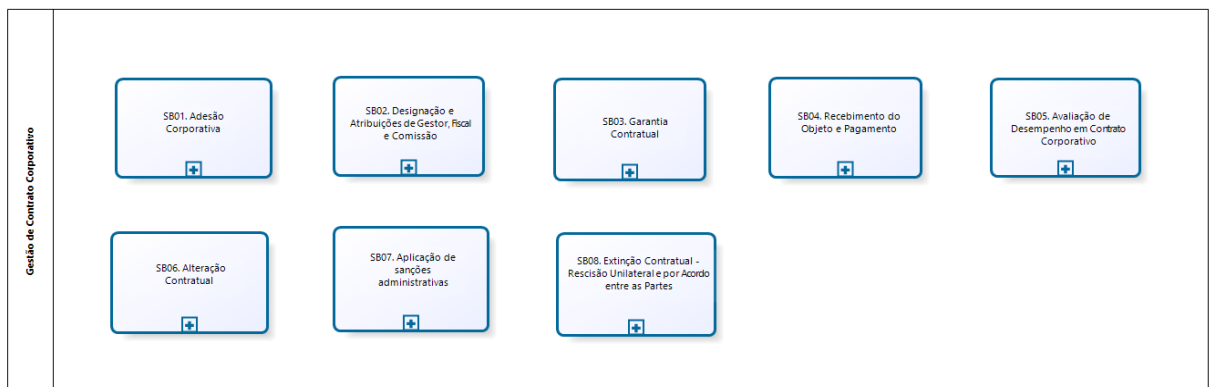 Gestão de Contrato Corporativo
SB01. Adesão
Corporativa
SB02. Designação e
Atribuições de Gestor, Fiscal
e Comissão
SB03. Garantia
Contratual
SB04. Recebimento do
Objeto e Pagamento
SB05. Avaliação de
Desempenho em Contrato
Corporativo
SB06. Alteração
Contratual
SB07. Aplicação de
sanções
administrativas
SB08. Extinção Contratual -
Rescisão Unilateral e por Acordo
entre as Partes